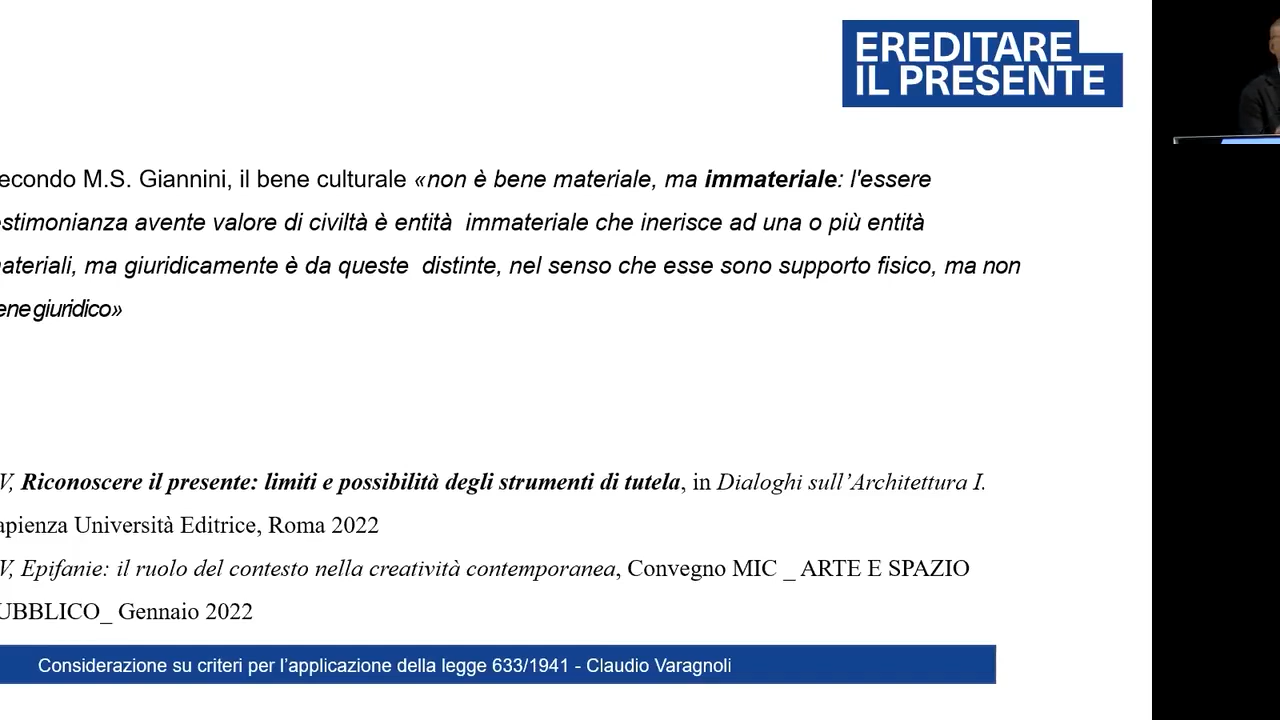 EREDITARE
IL PRESENTE
econdo M.S. Giannini, il bene culturale «non è bene materiale, ma immateriale: l'essere
estimonianza avente valore di civiltà è entità immateriale che inerisce ad una o più entità
ateriali, ma giuridicamente è da queste distinte, nel senso che esse sono supporto fisico, ma non
ene giuridico»
V, Riconoscere il presente: limiti e possibilità degli strumenti di tutela, in Dialoghi sull’Architettura I.
apienza Università Editrice, Roma 2022
V, Epifanie: il ruolo del contesto nella creatività contemporanea, Convegno MIC _ ARTE E SPAZIO
UBBLICO_ Gennaio 2022
Considerazione su criteri per l’applicazione della legge 633/1941 - Claudio Varagnoli